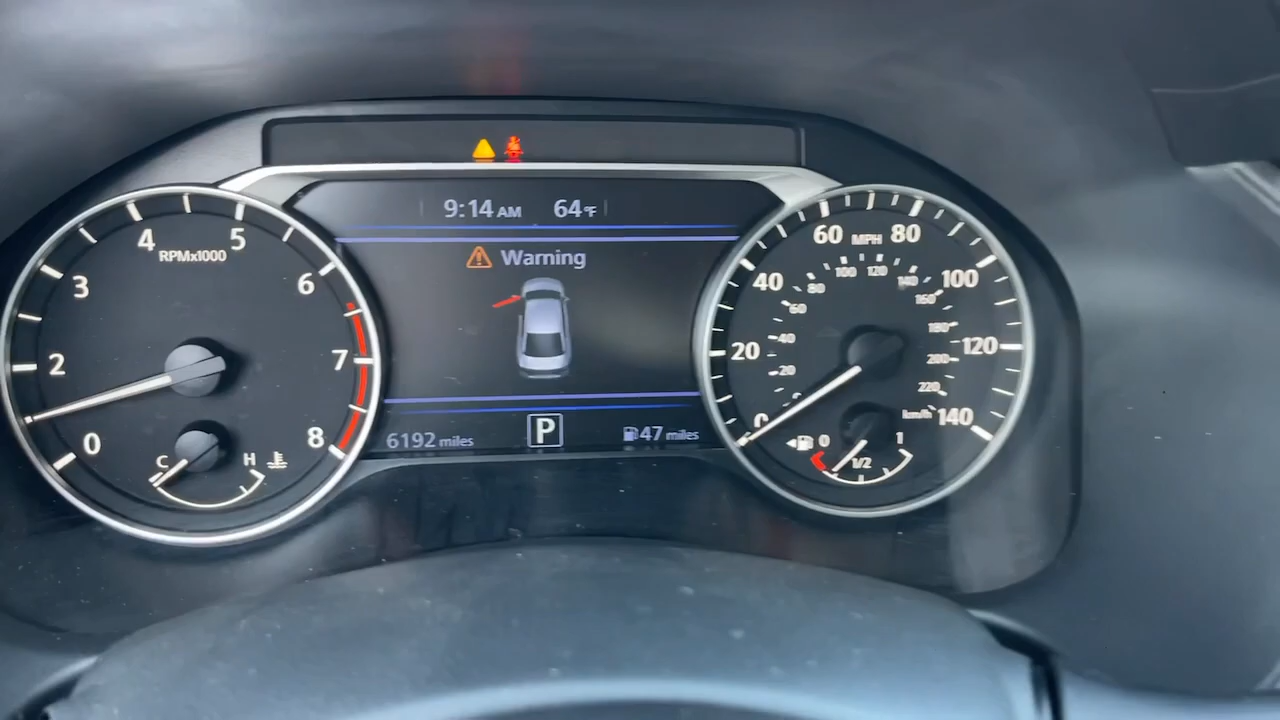 9:14 AM 64°F
Warning
6192 miles P 47 miles
RPMx1000
0 2 3 4 5 6 7 8
C H
MPH
0 20 40 60 80 100 120 140
20 40 60 80 100 120 140 160 180 200 220
km/h
0 1/2 1